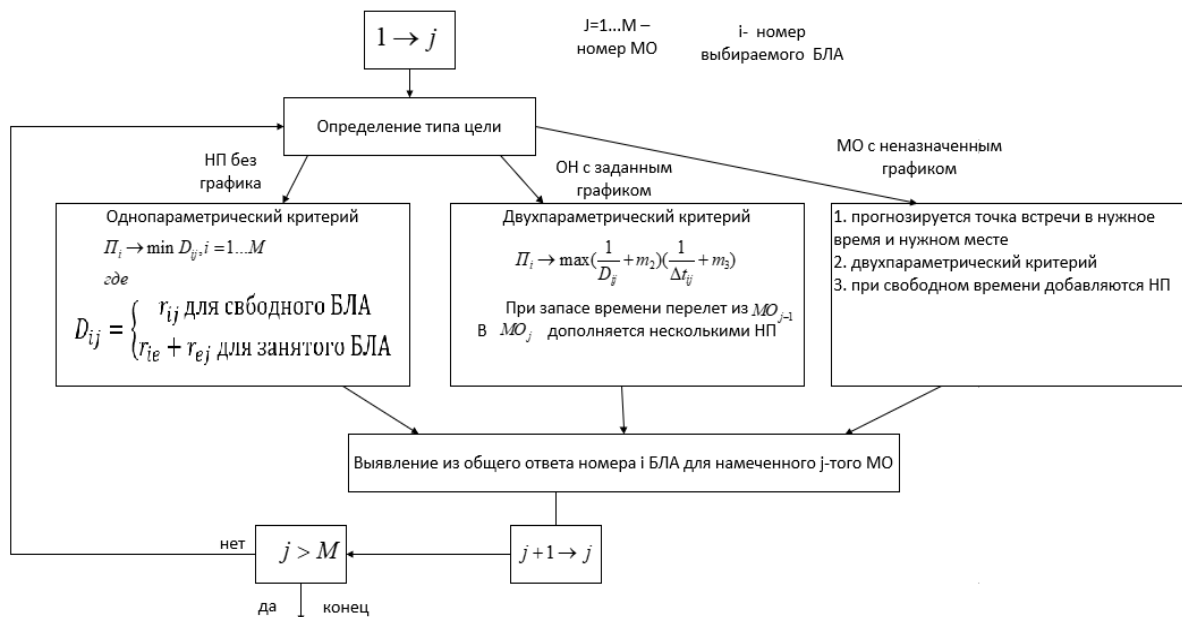 1 → j
J=1...M –
номер МО
i- номер
выбираемого БЛА
Определение типа цели
НП без
графика
ОН с заданным
графиком
МО с неназначенным
графиком
Однопараметрический критерий
П_i → min D_ij, i = 1...M
где
D_ij = { r_ij для свбодного БЛА
r_ie + r_ej для занятого БЛА
Двухпараметрический критерий
П_i → max(1/D_ij + m_2)(1/Δt_ij + m_3)
При запасе времени перелет из МО_j−1
В МО_j дополняется несколькими НП
1. прогнозируется точка встречи в нужное
время и нужном месте
2. двухпараметрический критерий
3. при свободном времени добавляются НП
Выявление из общего ответа номера i БЛА для намеченного j-того МО
нет
j > M
j + 1 → j
да
конец